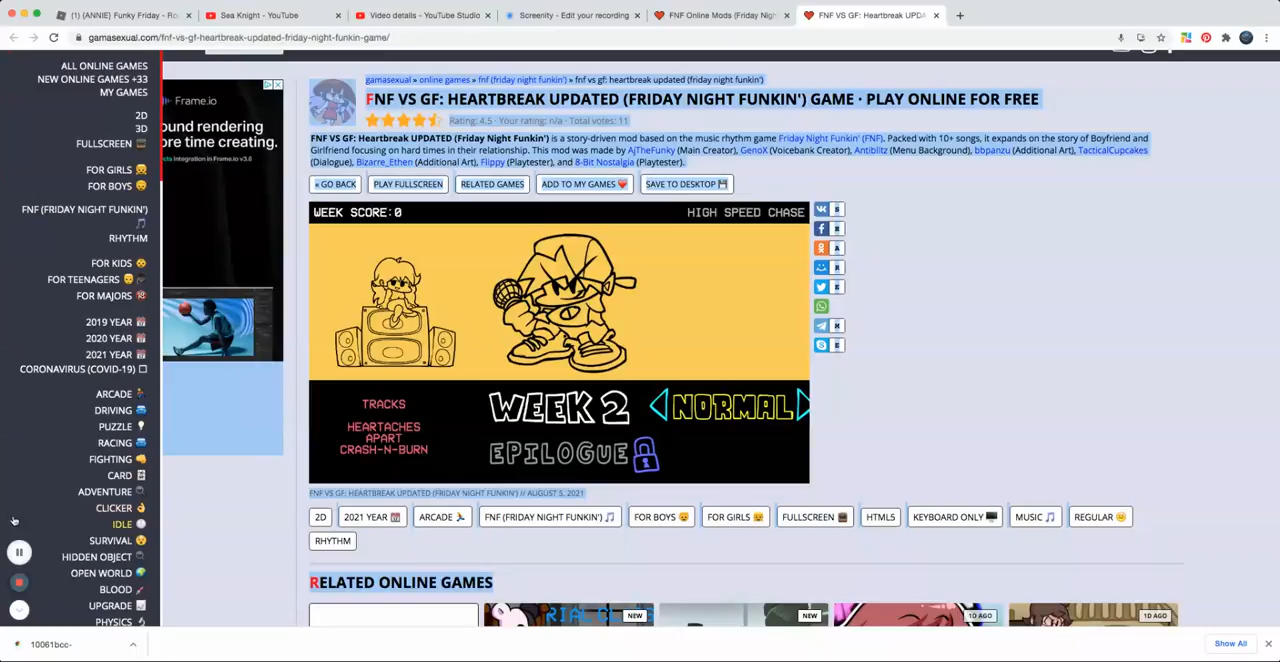 (1) {ANNIE} Funky Friday - Ro
Sea Knight - YouTube
Video details - YouTube Studio
Screenity - Edit your recording
FNF Online Mods (Friday Nig
FNF VS GF: Heartbreak UPDA
gamasexual.com/fnf-vs-gf-heartbreak-updated-friday-night-funkin-game/
ALL ONLINE GAMES
NEW ONLINE GAMES +33
MY GAMES
2D
3D
FULLSCREEN
FOR GIRLS
FOR BOYS
FNF (FRIDAY NIGHT FUNKIN')
RHYTHM
FOR KIDS
FOR TEENAGERS
FOR MAJORS
2019 YEAR
2020 YEAR
2021 YEAR
CORONAVIRUS (COVID-19)
ARCADE
DRIVING
PUZZLE
RACING
FIGHTING
CARD
ADVENTURE
CLICKER
IDLE
SURVIVAL
HIDDEN OBJECT
OPEN WORLD
BLOOD
UPGRADE
PHYSICS
Frame.io
ound rendering
re time creating.
cts Integration in Frame.io v3.6
gamasexual » online games » fnf (friday night funkin') » fnf vs gf: heartbreak updated (friday night funkin')
FNF VS GF: HEARTBREAK UPDATED (FRIDAY NIGHT FUNKIN') GAME · PLAY ONLINE FOR FREE
Rating: 4.5 · Your rating: n/a · Total votes: 11
FNF VS GF: Heartbreak UPDATED (Friday Night Funkin') is a story-driven mod based on the music rhythm game Friday Night Funkin' (FNF). Packed with 10+ songs, it expands on the story of Boyfriend and
Girlfriend focusing on hard times in their relationship. This mod was made by AjTheFunky (Main Creator), GenoX (Voicebank Creator), Antiblitz (Menu Background), bbpanzu (Additional Art), TacticalCupcakes
(Dialogue), Bizarre_Ethen (Additional Art), Flippy (Playtester), and 8-Bit Nostalgia (Playtester).
« GO BACK
PLAY FULLSCREEN
RELATED GAMES
ADD TO MY GAMES
SAVE TO DESKTOP
WEEK SCORE:0
HIGH SPEED CHASE
TRACKS
HEARTACHES
APART
CRASH-N-BURN
WEEK 2
NORMAL
EPILOGUE
FNF VS GF: HEARTBREAK UPDATED (FRIDAY NIGHT FUNKIN') // AUGUST 5, 2021
2D
2021 YEAR
ARCADE
FNF (FRIDAY NIGHT FUNKIN')
FOR BOYS
FOR GIRLS
FULLSCREEN
HTML5
KEYBOARD ONLY
MUSIC
REGULAR
RHYTHM
RELATED ONLINE GAMES
NEW
NEW
1D AGO
1D AGO
10061bcc-
Show All